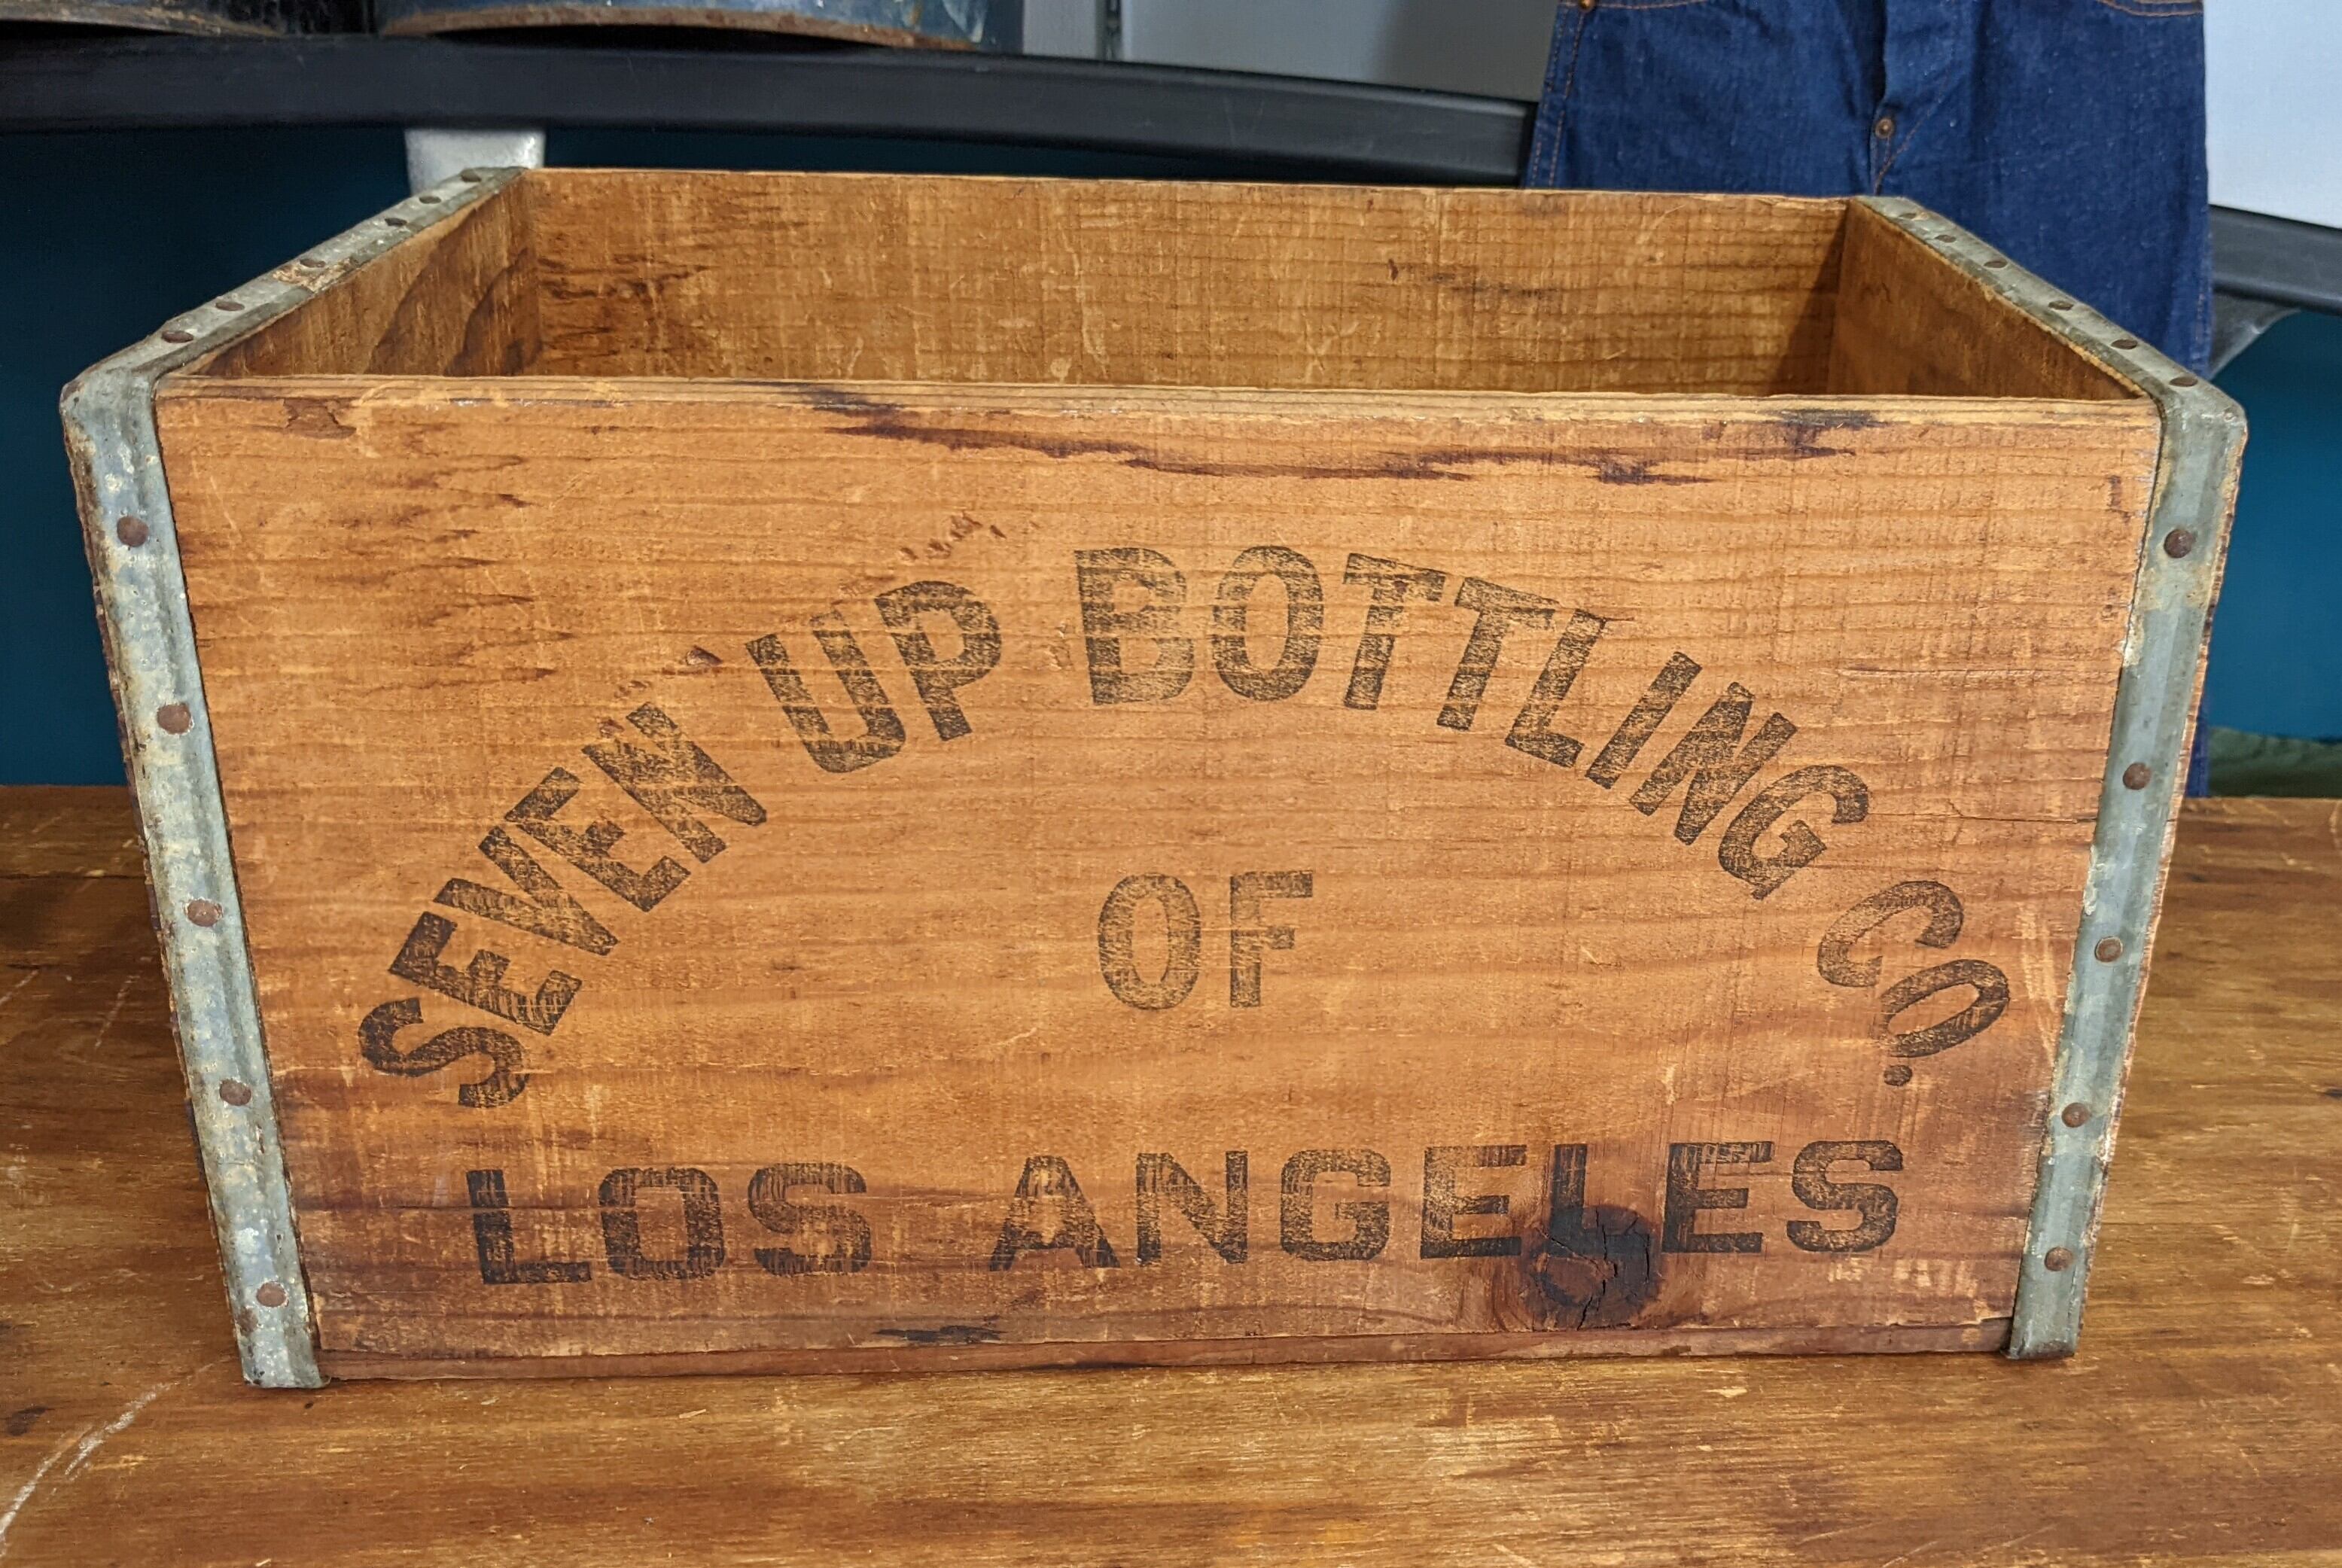 SEVEN UP BOTTLING CO.
OF
LOS ANGELES